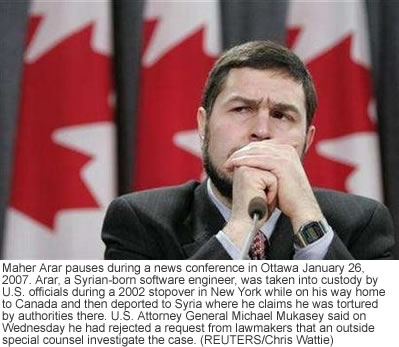 Maher Arar pauses during a news conference in Ottawa January 26,
2007. Arar, a Syrian-born software engineer, was taken into custody by
U.S. officials during a 2002 stopover in New York while on his way home
to Canada and then deported to Syria where he claims he was tortured
by authorities there. U.S. Attorney General Michael Mukasey said on
Wednesday he had rejected a request from lawmakers that an outside
special counsel investigate the case. (REUTERS/Chris Wattie)